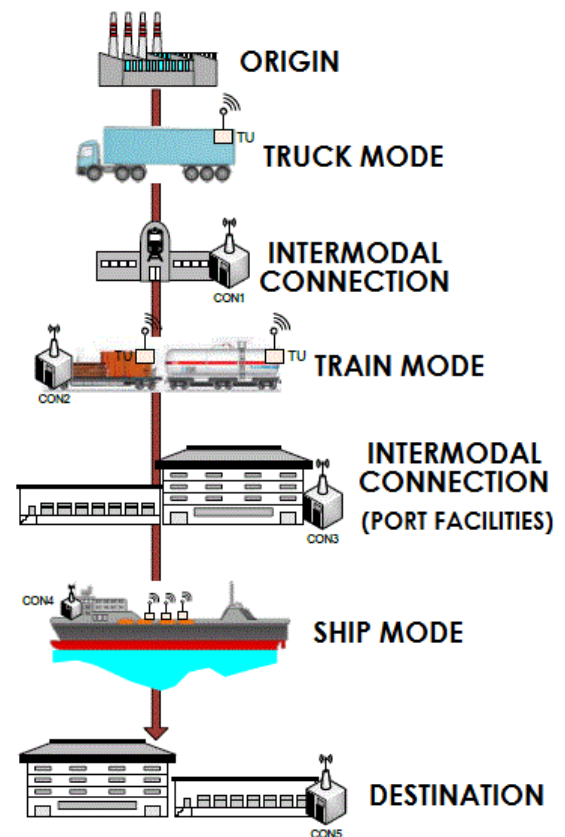 ORIGIN
TU
TRUCK MODE
INTERMODAL
CONNECTION
CON1
TU
TU
TRAIN MODE
CON2
INTERMODAL
CONNECTION
(PORT FACILITIES)
CON3
CON4
SHIP MODE
DESTINATION
CON5